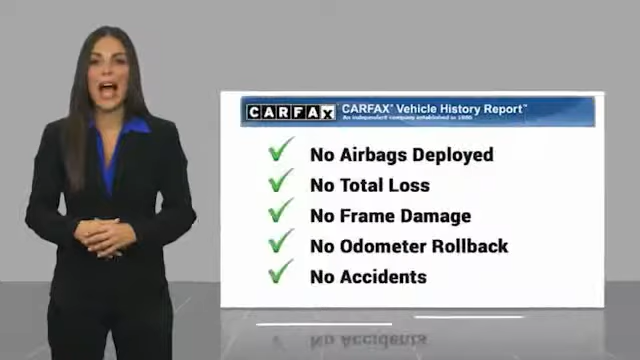 CARFAX CARFAX™ Vehicle History Report™
An independent company established in 1986
No Airbags Deployed
No Total Loss
No Frame Damage
No Odometer Rollback
No Accidents